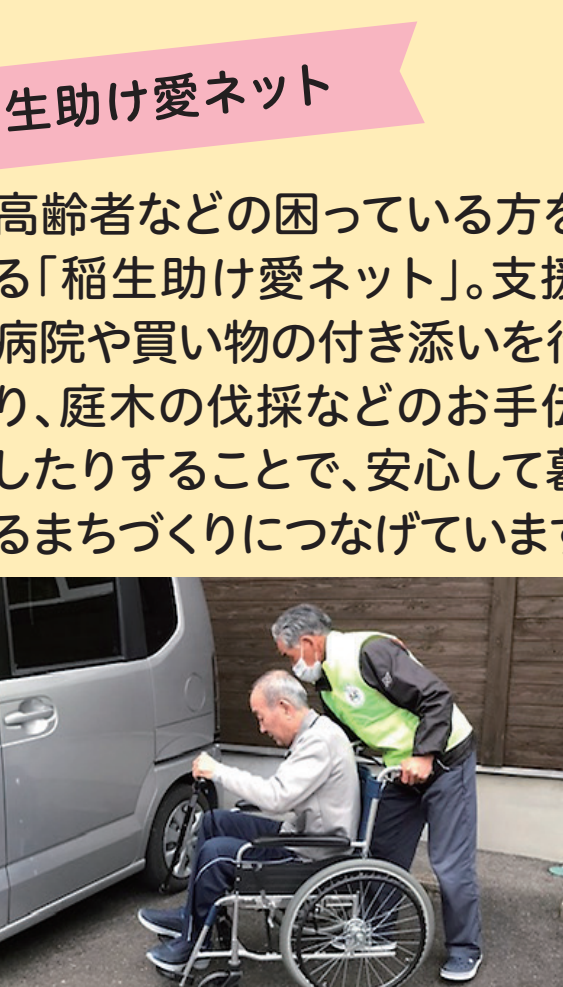 生助け愛ネット
高齢者などの困っている方を
る「稲生助け愛ネット」。支援
病院や買い物の付き添いを行
り、庭木の伐採などのお手伝
したりすることで、安心して暮
るまちづくりにつなげています